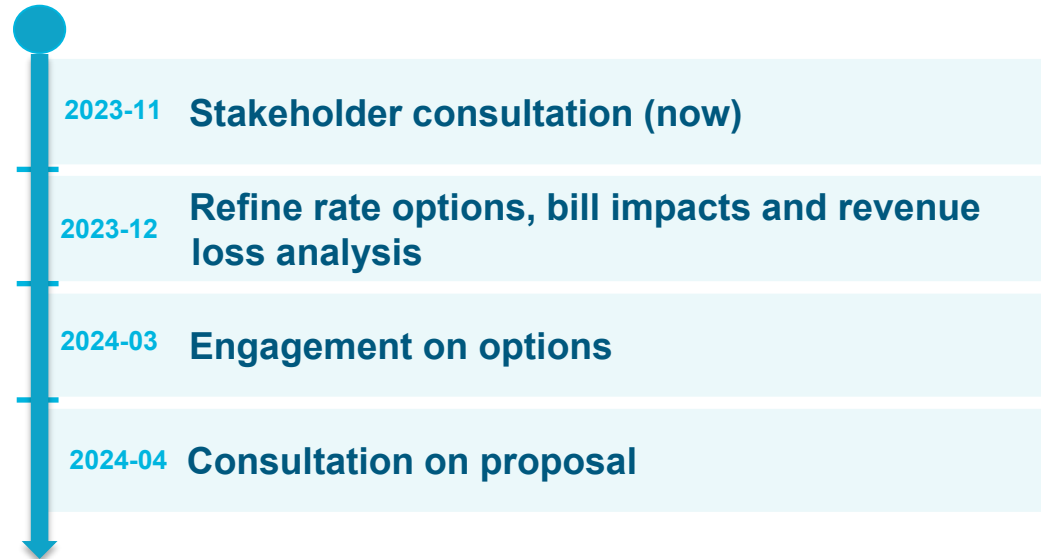 2023-11 Stakeholder consultation (now)
2023-12 Refine rate options, bill impacts and revenue
loss analysis
2024-03 Engagement on options
2024-04 Consultation on proposal